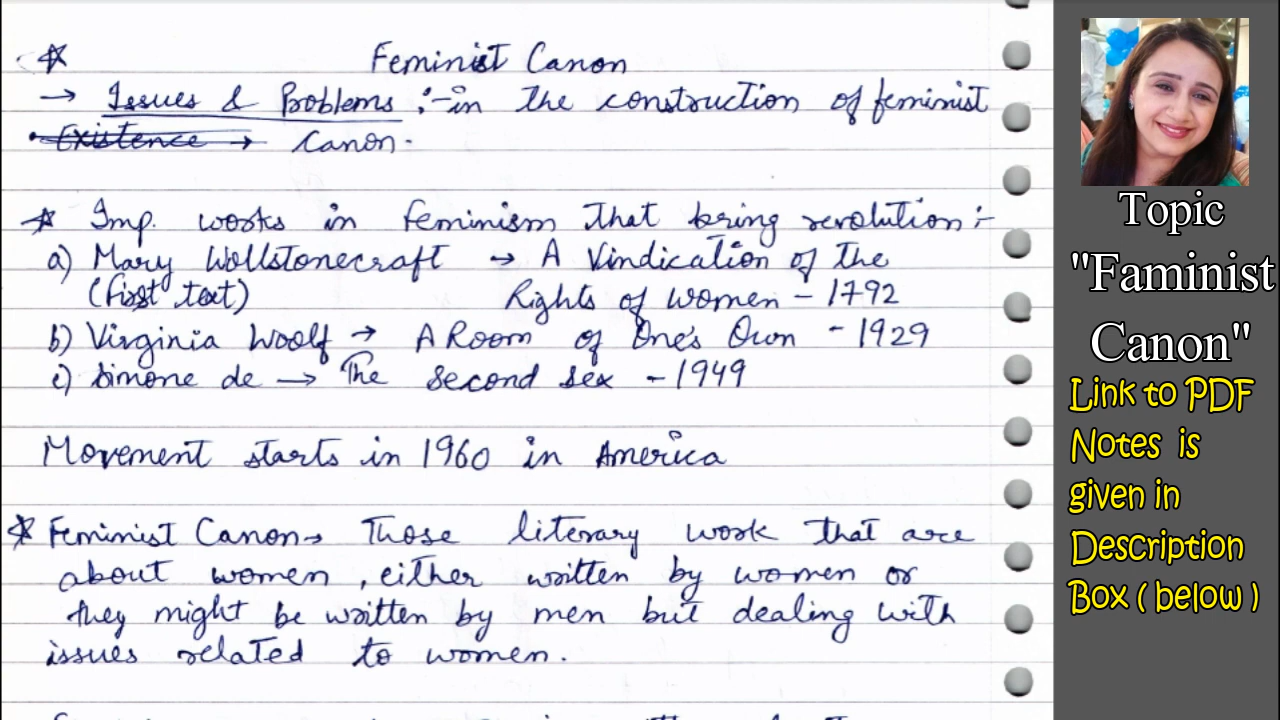 ☆ Feminist Canon
→ Issues & Problems :- in the construction of feminist
• Existence → Canon.
☆ Imp. works in feminism that bring revolution :-
a) Mary Wollstonecraft → A Vindication of the
(first text) Rights of women - 1792
b) Virginia Woolf → A Room of One's Own - 1929
c) Simone de → The Second Sex - 1949
Movement starts in 1960 in America
☆ Feminist Canon → Those literary work that are
about women, either written by women or
they might be written by men but dealing with
issues related to women.
Topic
"Faminist
Canon"
Link to PDF
Notes is
given in
Description
Box ( below )